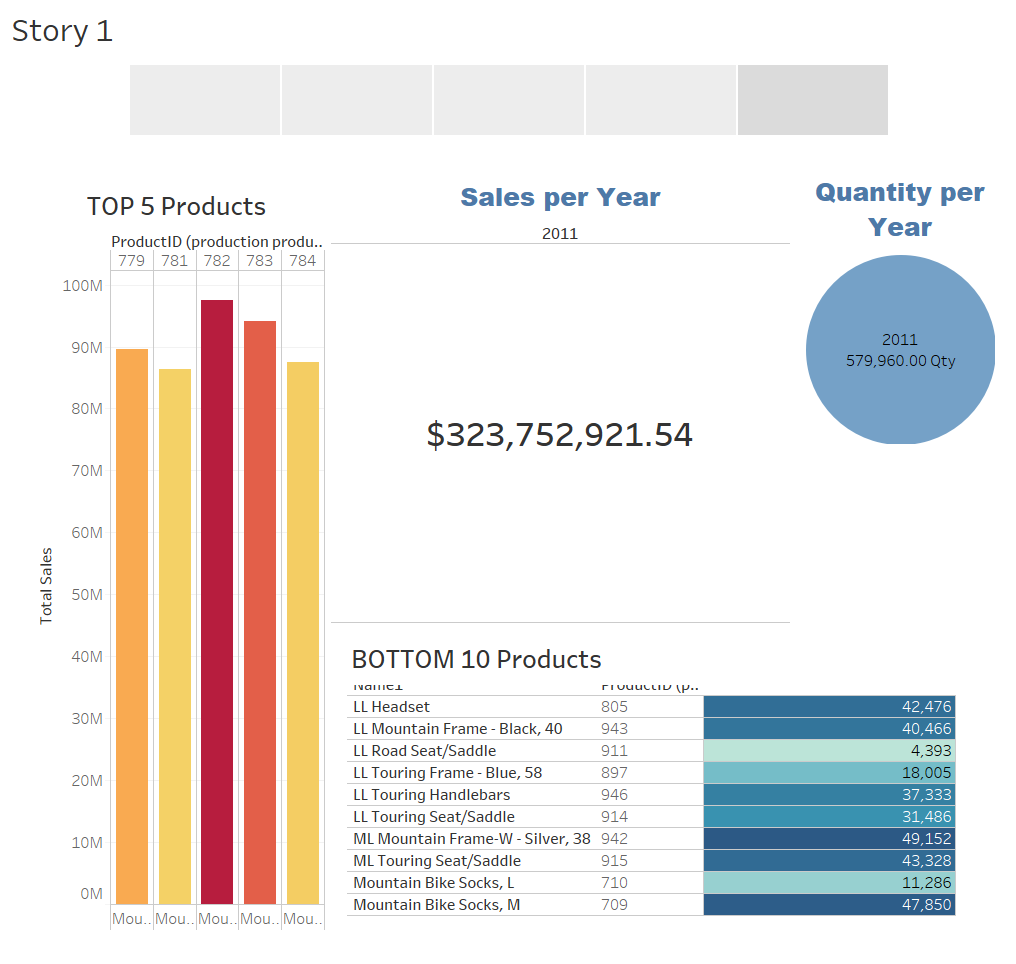 Story 1
TOP 5 Products
ProductID (production produ..
779 781 782 783 784
100M
90M
80M
70M
60M
50M
40M
30M
20M
10M
0M
Total Sales
Mou.. Mou.. Mou.. Mou.. Mou..
Sales per Year
2011
$323,752,921.54
Quantity per
Year
2011
579,960.00 Qty
BOTTOM 10 Products
Name1 ProductID (p..
LL Headset 805 42,476
LL Mountain Frame - Black, 40 943 40,466
LL Road Seat/Saddle 911 4,393
LL Touring Frame - Blue, 58 897 18,005
LL Touring Handlebars 946 37,333
LL Touring Seat/Saddle 914 31,486
ML Mountain Frame-W - Silver, 38 942 49,152
ML Touring Seat/Saddle 915 43,328
Mountain Bike Socks, L 710 11,286
Mountain Bike Socks, M 709 47,850